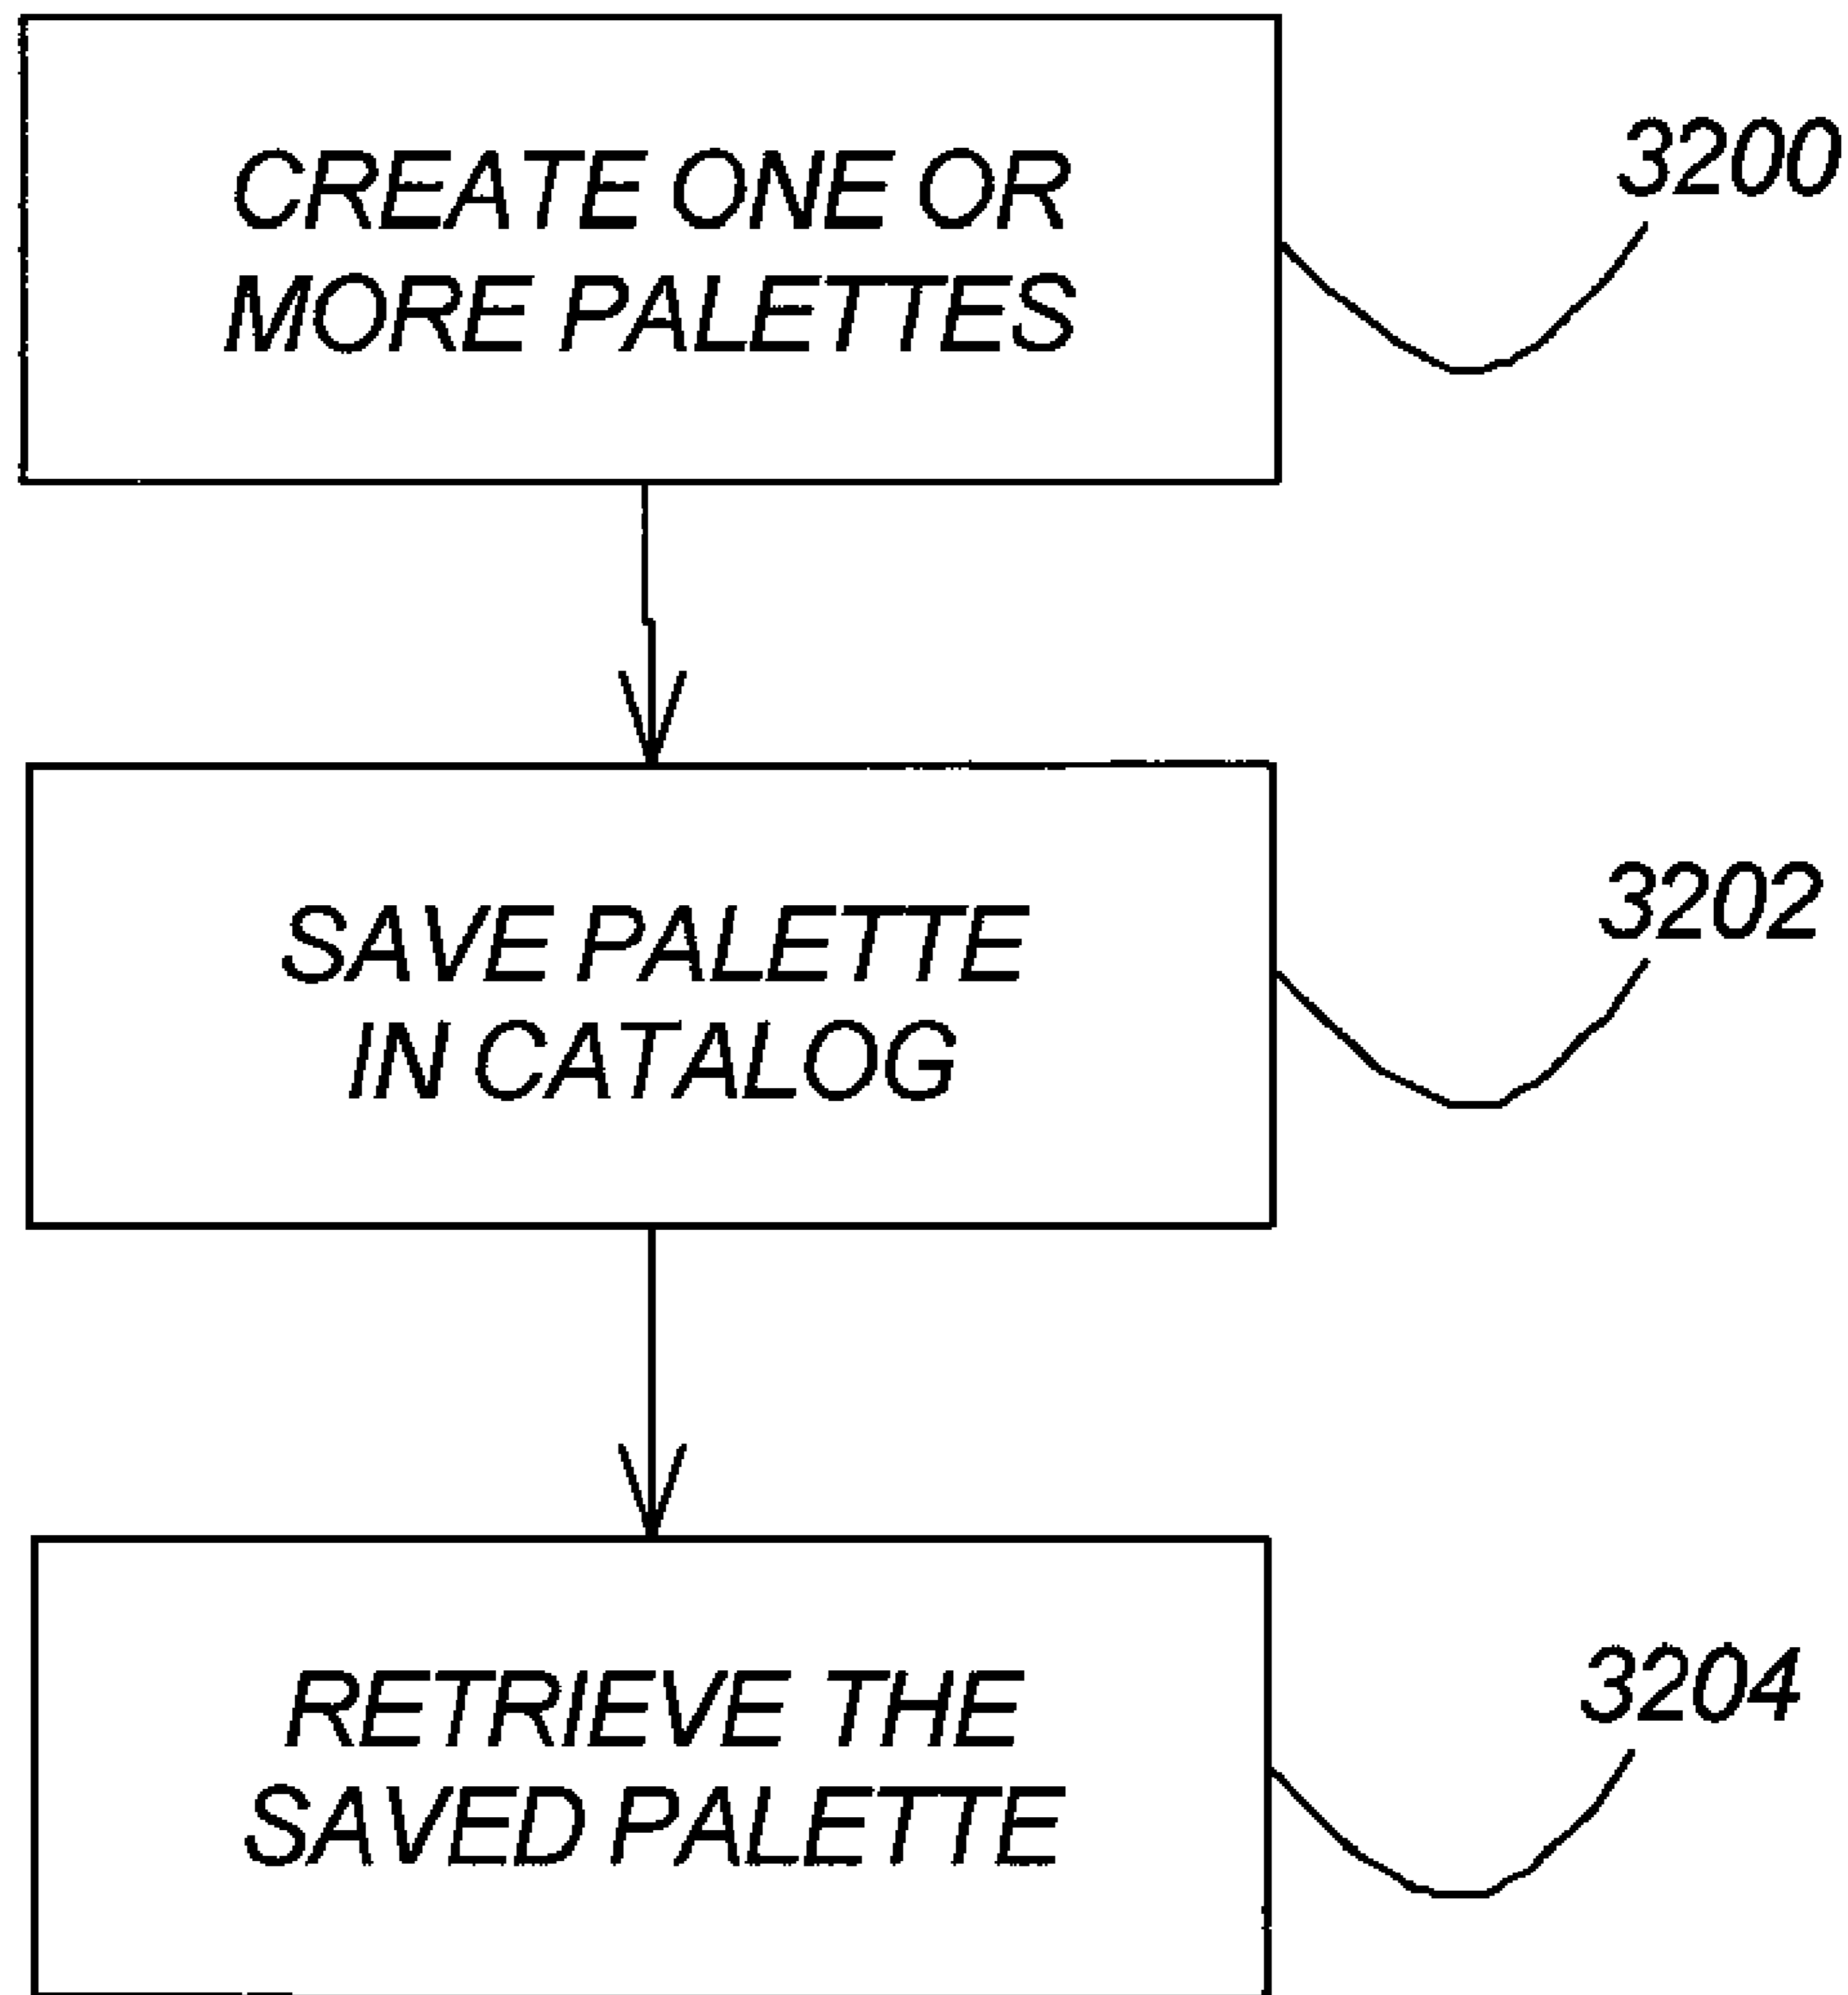 CREATE ONE OR
MORE PALETTES
3200
SAVE PALETTE
IN CATALOG
3202
RETRIEVE THE
SAVED PALETTE
3204